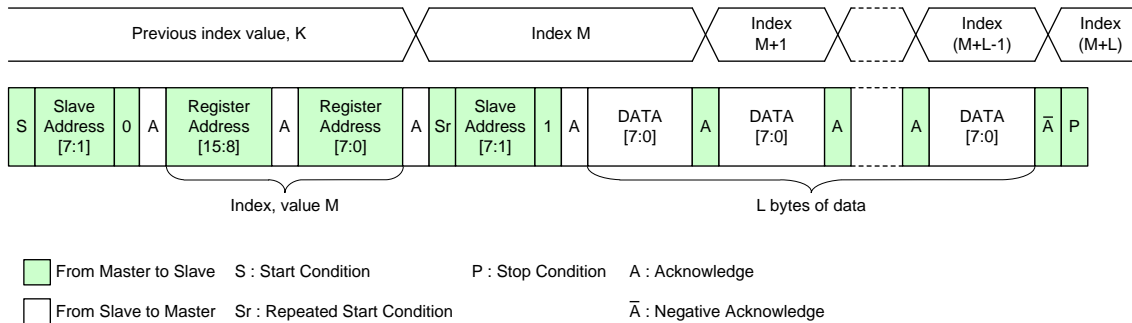 Previous index value, K
Index M
Index
M+1
Index
(M+L-1)
Index
(M+L)
S
Slave
Address
[7:1]
0
A
Register
Address
[15:8]
A
Register
Address
[7:0]
A
Sr
Slave
Address
[7:1]
1
A
DATA
[7:0]
A
DATA
[7:0]
A
A
DATA
[7:0]
A̅
P
Index, value M
L bytes of data
From Master to Slave
S : Start Condition
P : Stop Condition
A : Acknowledge
From Slave to Master
Sr : Repeated Start Condition
A̅ : Negative Acknowledge